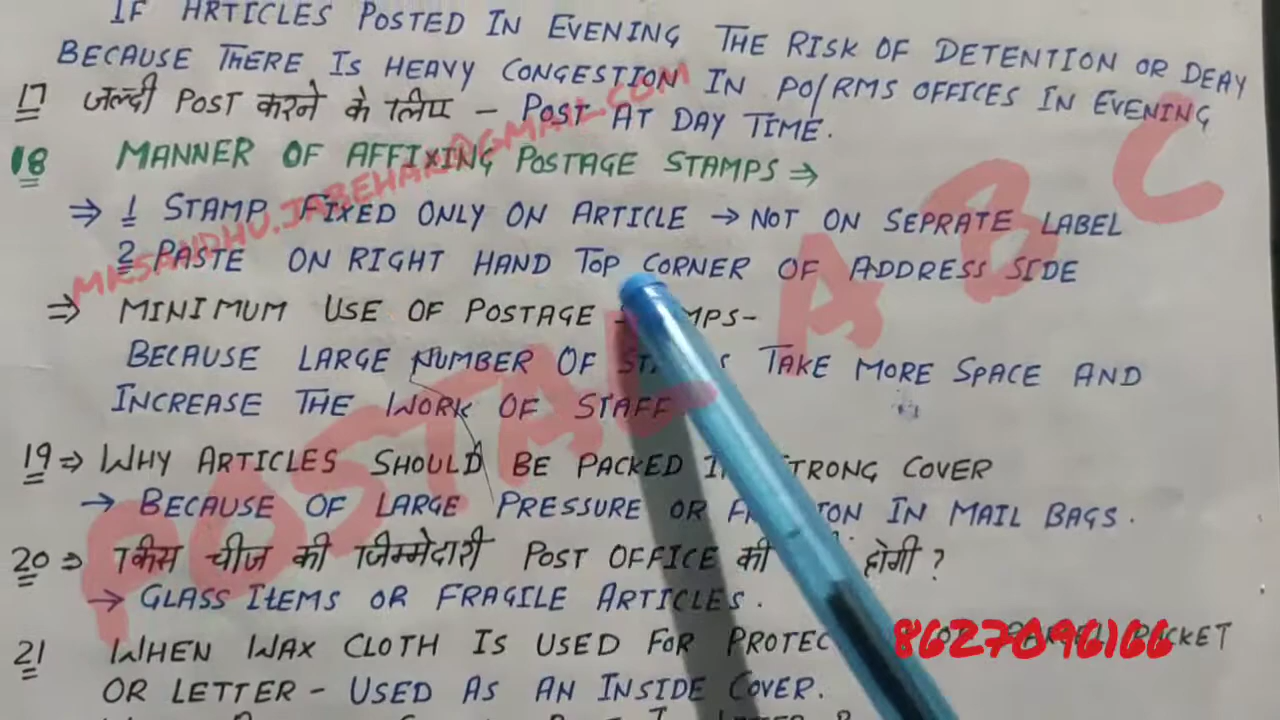 IF ARTICLES POSTED IN EVENING THE RISK OF DETENTION OR DEAY
BECAUSE THERE IS HEAVY CONGESTION IN PO/RMS OFFICES IN EVENING
17 जल्दी POST करने के लिए – POST AT DAY TIME.
18 MANNER OF AFFIXING POSTAGE STAMPS ⇒
⇒ 1 STAMP FIXED ONLY ON ARTICLE → NOT ON SEPRATE LABEL
2 PASTE ON RIGHT HAND TOP CORNER OF ADDRESS SIDE
⇒ MINIMUM USE OF POSTAGE MPS–
BECAUSE LARGE NUMBER OF TAKE MORE SPACE AND
INCREASE THE WORK OF STAFF
19 ⇒ WHY ARTICLES SHOULD BE PACKED STRONG COVER
→ BECAUSE OF LARGE PRESSURE OR IN MAIL BAGS.
20 ⇒ किस चीज की जिम्मेदारी POST OFFICE की होगी ?
→ GLASS ITEMS OR FRAGILE ARTICLES.
21 WHEN WAX CLOTH IS USED FOR PROTEC PACKET
OR LETTER – USED AS AN INSIDE COVER.
POSTAL A B C
8627096166